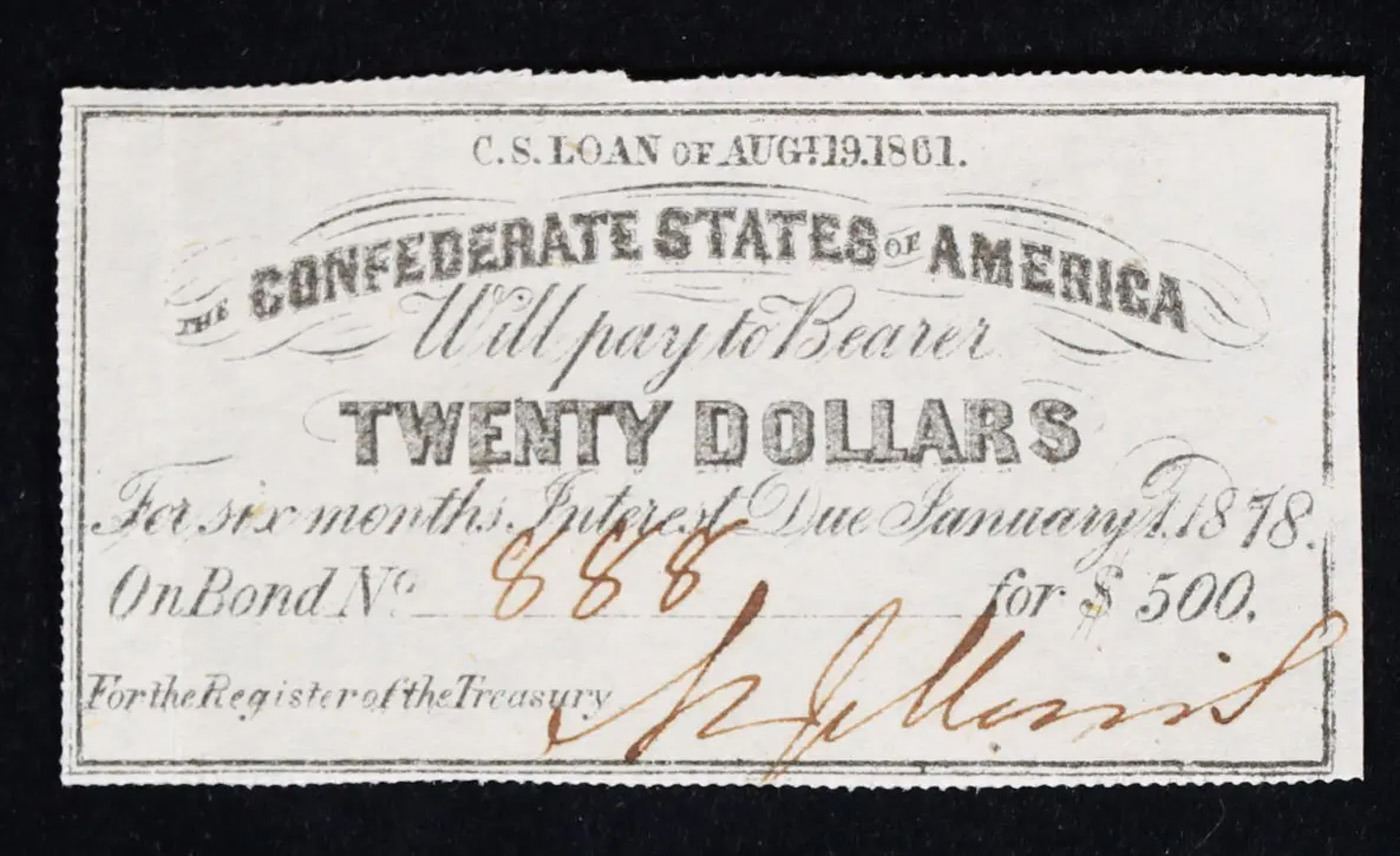 C.S. LOAN OF AUGT. 19. 1861.
THE CONFEDERATE STATES OF AMERICA
Will pay to Bearer
TWENTY DOLLARS
For six months. Interest Due January 1. 1878.
On Bond No 888 for $ 500.
For the Register of the Treasury Morris